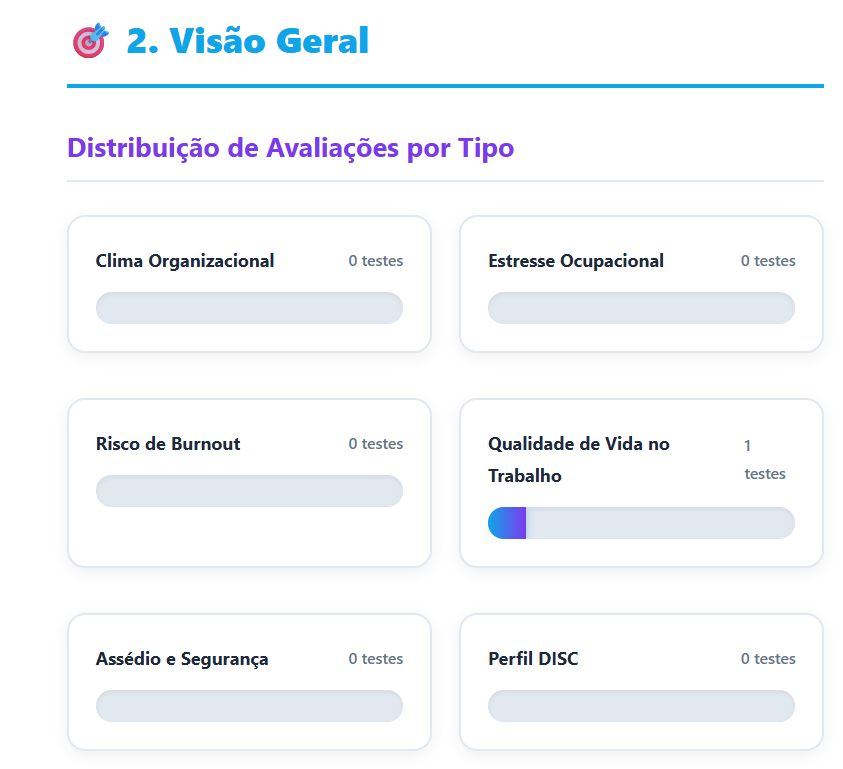 2. Visão Geral
Distribuição de Avaliações por Tipo
Clima Organizacional
0 testes
Estresse Ocupacional
0 testes
Risco de Burnout
0 testes
Qualidade de Vida no
Trabalho
1
testes
Assédio e Segurança
0 testes
Perfil DISC
0 testes